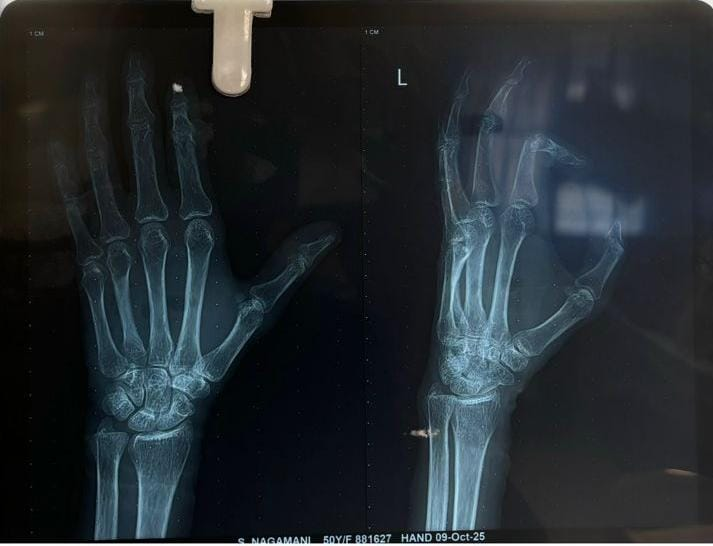 1 CM
1 CM
L
S. NAGAMANI 50Y/F 881627 HAND 09-Oct-25